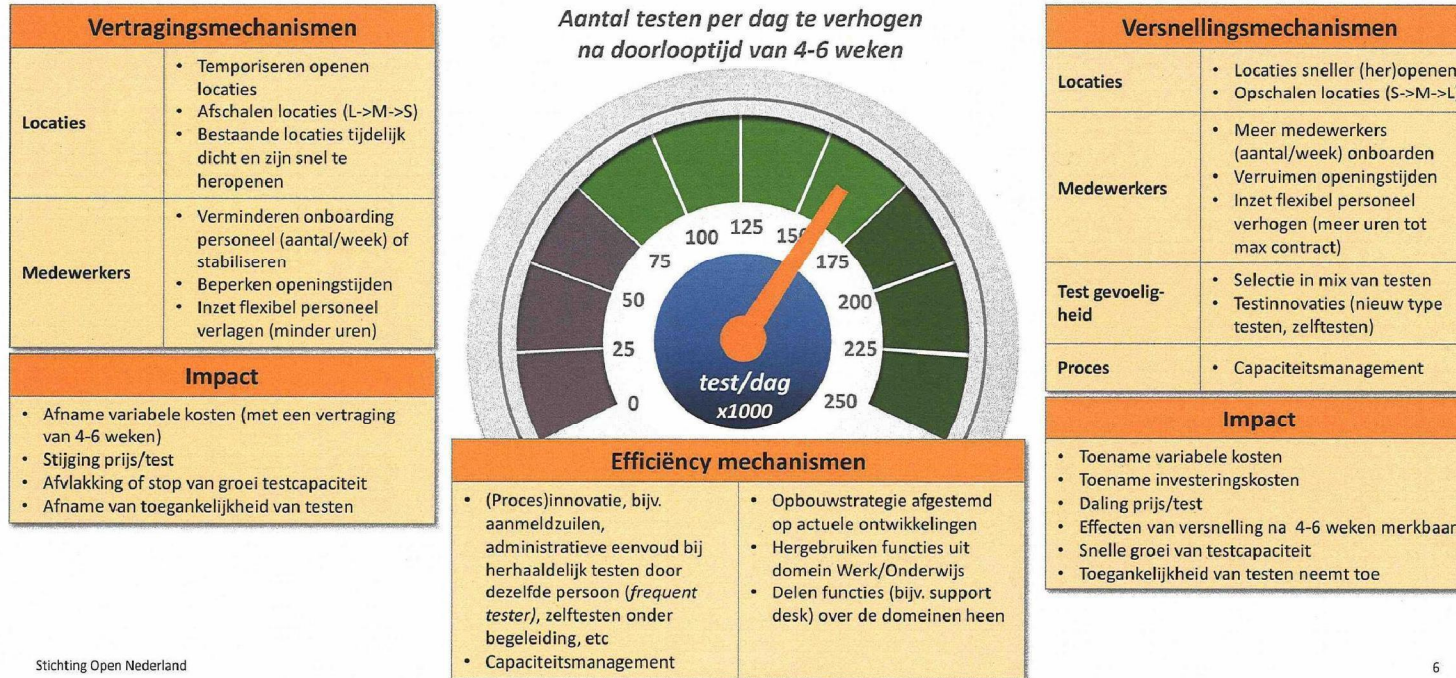 Vertragingsmechanismen
Locaties
• Temporiseren openen
locaties
• Afschalen locaties (L->M->S)
• Bestaande locaties tijdelijk
dicht en zijn snel te
heropenen
Medewerkers
• Verminderen onboarding
personeel (aantal/week) of
stabiliseren
• Beperken openingstijden
• Inzet flexibel personeel
verlagen (minder uren)
Impact
• Afname variabele kosten (met een vertraging
van 4-6 weken)
• Stijging prijs/test
• Afvlakking of stop van groei testcapaciteit
• Afname van toegankelijkheid van testen
Aantal testen per dag te verhogen
na doorlooptijd van 4-6 weken
0
25
50
75
100
125
150
175
200
225
250
test/dag
x1000
Efficiëncy mechanismen
• (Proces)innovatie, bijv.
aanmeldzuilen,
administratieve eenvoud bij
herhaaldelijk testen door
dezelfde persoon (frequent
tester), zelftesten onder
begeleiding, etc
• Capaciteitsmanagement
• Opbouwstrategie afgestemd
op actuele ontwikkelingen
• Hergebruiken functies uit
domein Werk/Onderwijs
• Delen functies (bijv. support
desk) over de domeinen heen
Versnellingsmechanismen
Locaties
• Locaties sneller (her)openen
• Opschalen locaties (S->M->L)
Medewerkers
• Meer medewerkers
(aantal/week) onboarden
• Verruimen openingstijden
• Inzet flexibel personeel
verhogen (meer uren tot
max contract)
Test gevoelig-
heid
• Selectie in mix van testen
• Testinnovaties (nieuw type
testen, zelftesten)
Proces
• Capaciteitsmanagement
Impact
• Toename variabele kosten
• Toename investeringskosten
• Daling prijs/test
• Effecten van versnelling na 4-6 weken merkbaar
• Snelle groei van testcapaciteit
• Toegankelijkheid van testen neemt toe
Stichting Open Nederland
6